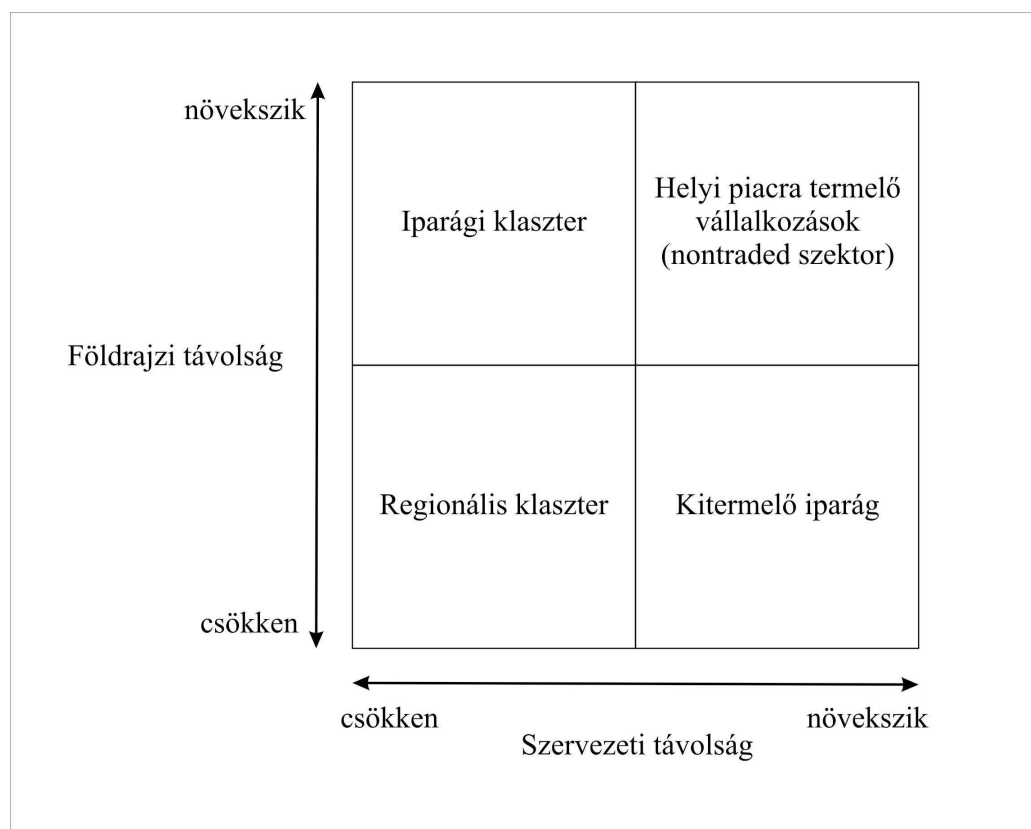 növekszik
Iparági klaszter
Helyi piacra termelő
vállalkozások
(nontraded szektor)
Földrajzi távolság
Regionális klaszter
Kitermelő iparág
csökken
csökken
növekszik
Szervezeti távolság